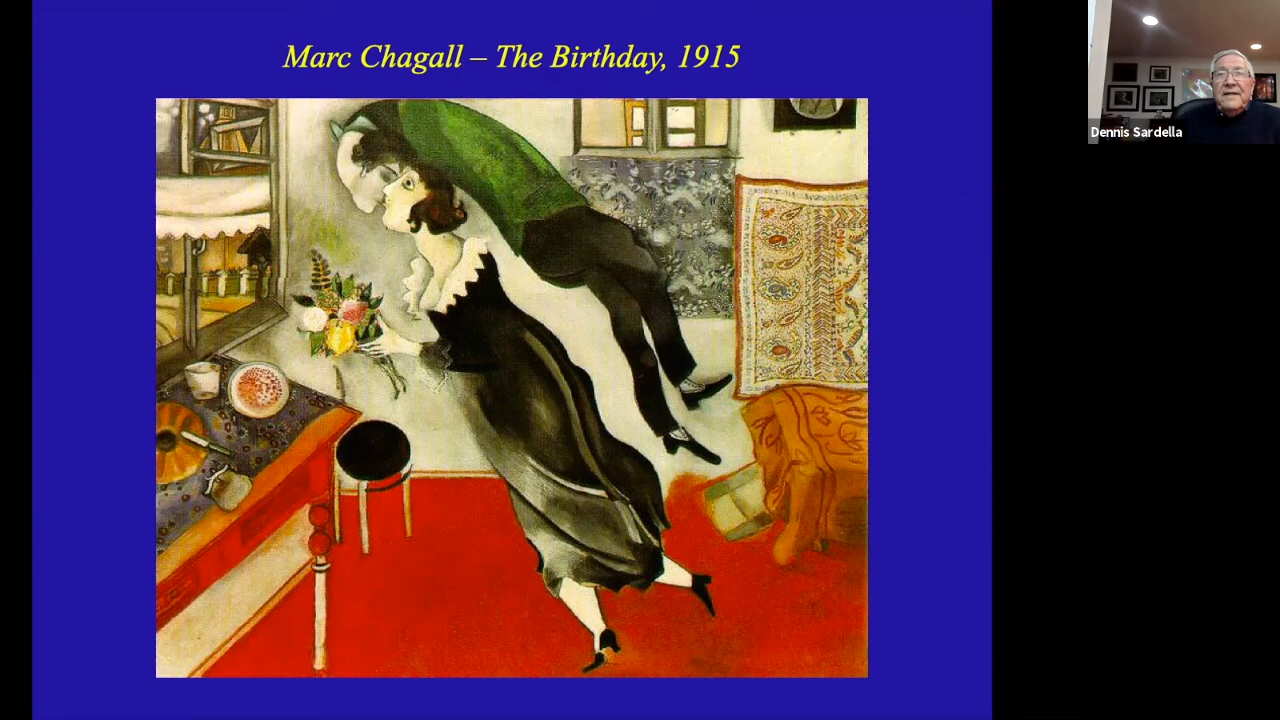 Marc Chagall – The Birthday, 1915
Dennis Sardella